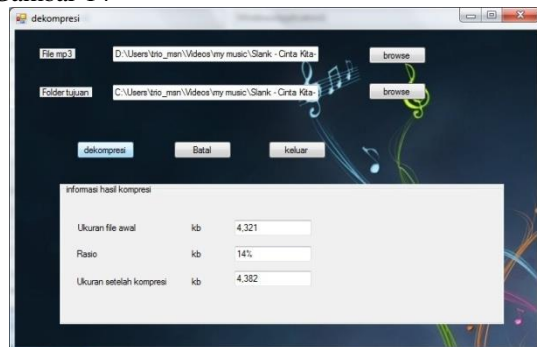 dekompresi
File mp3 D:\Users\trio_msn\Videos\my music\Slank - Cinta Kita- browse
Folder tujuan C:\Users\trio_msn\Videos\my music\Slank - Cinta Kita- browse
dekompresi Batal keluar
informasi hasil kompresi
Ukuran file awal kb 4,321
Rasio kb 14%
Ukuran setelah kompresi kb 4,382